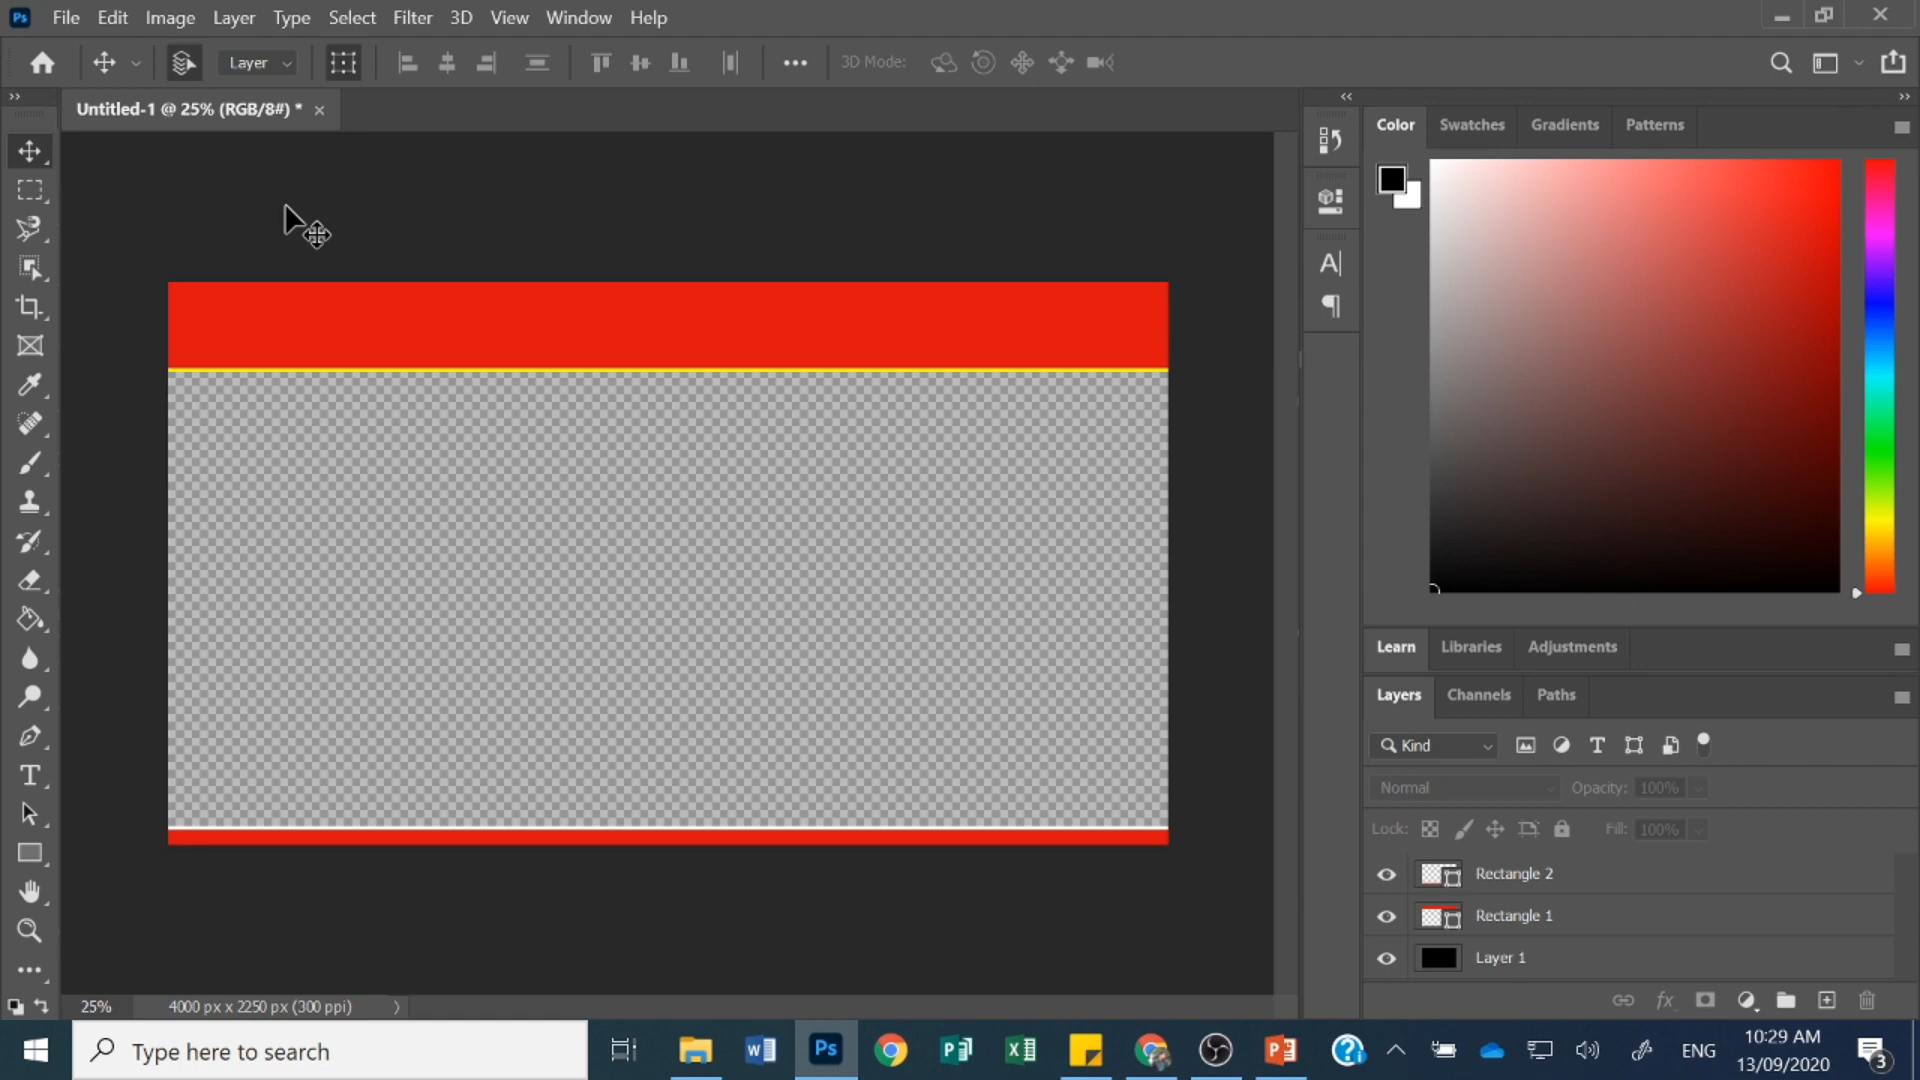 Ps File Edit Image Layer Type Select Filter 3D View Window Help
Layer 3D Mode:
Untitled-1 @ 25% (RGB/8#) *
Color Swatches Gradients Patterns
Learn Libraries Adjustments
Layers Channels Paths
Kind
Normal Opacity: 100%
Lock: Fill: 100%
Rectangle 2
Rectangle 1
Layer 1
25% 4000 px x 2250 px (300 ppi)
Type here to search
Ps
ENG
10:29 AM
13/09/2020
3